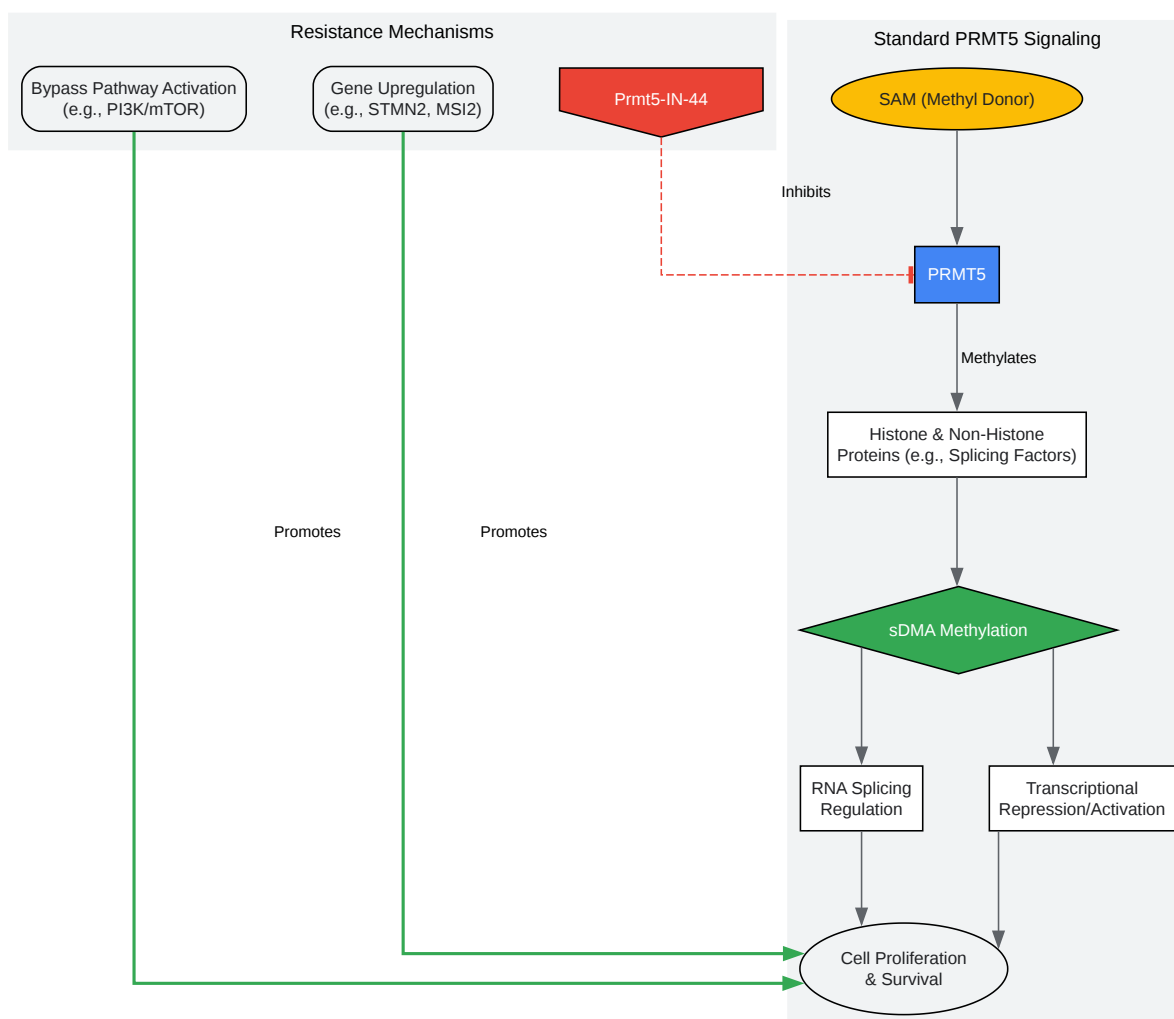 Resistance Mechanisms
Standard PRMT5 Signaling
Bypass Pathway Activation
(e.g., PI3K/mTOR)
Gene Upregulation
(e.g., STMN2, MSI2)
Prmt5-IN-44
SAM (Methyl Donor)
Inhibits
PRMT5
Methylates
Histone & Non-Histone
Proteins (e.g., Splicing Factors)
Promotes
Promotes
sDMA Methylation
RNA Splicing
Regulation
Transcriptional
Repression/Activation
Cell Proliferation
& Survival